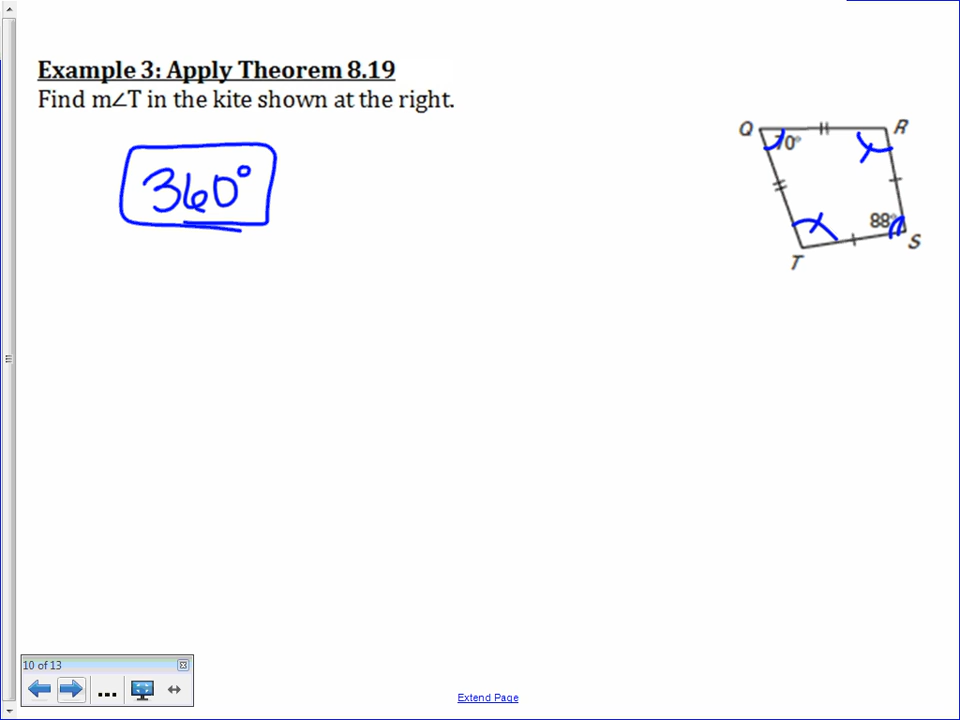 Example 3: Apply Theorem 8.19
Find m∠T in the kite shown at the right.
360°
Q
R
70°
88°
S
T
10 of 13
...
Extend Page